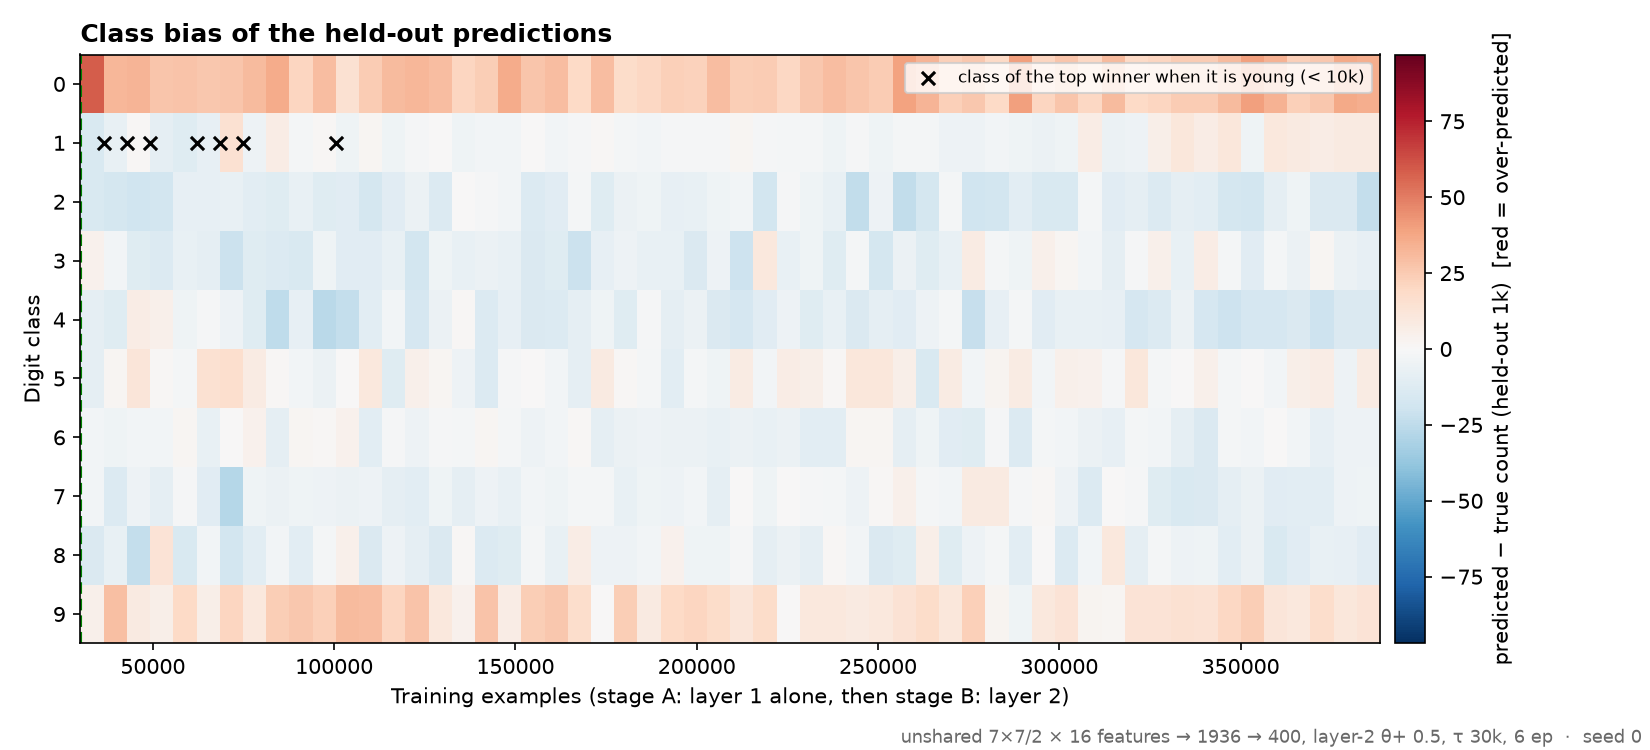 Class bias of the held-out predictions
class of the top winner when it is young (< 10k)
0
1
2
3
4
5
6
7
8
9
Digit class
50000 100000 150000 200000 250000 300000 350000
Training examples (stage A: layer 1 alone, then stage B: layer 2)
75
50
25
0
−25
−50
−75
predicted − true count (held-out 1k) [red = over-predicted]
unshared 7×7/2 × 16 features → 1936 → 400, layer-2 θ+ 0.5, τ 30k, 6 ep · seed 0